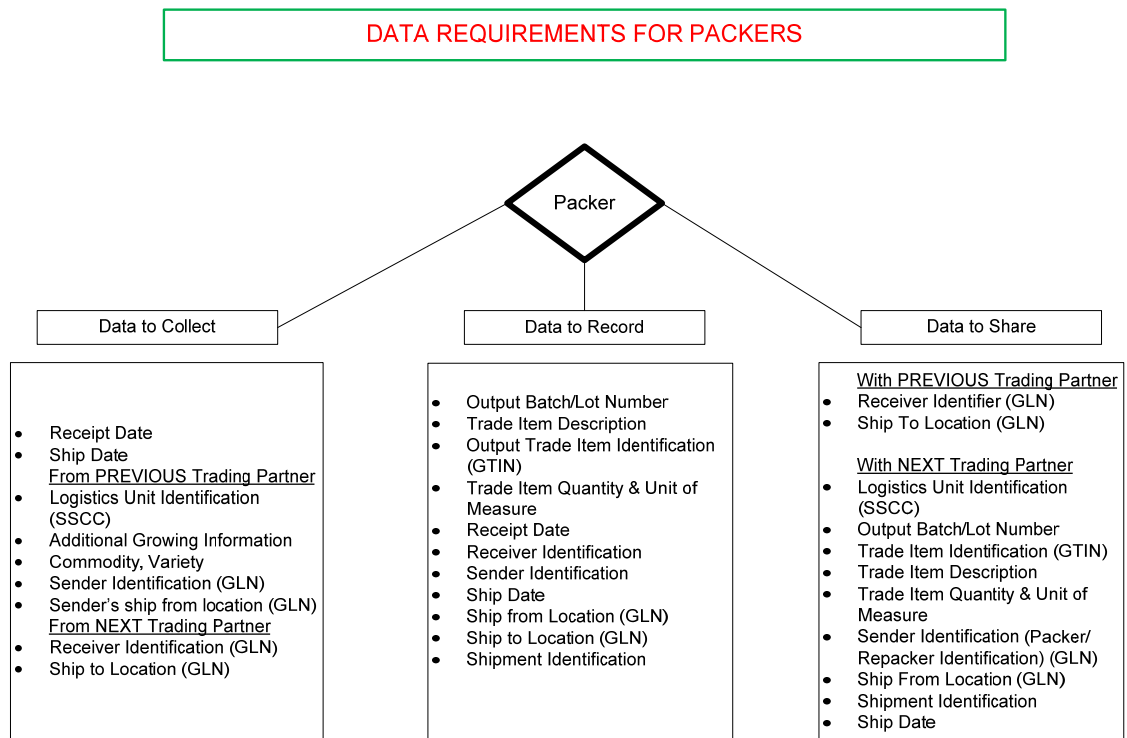 DATA REQUIREMENTS FOR PACKERS
Packer
Data to Collect
Data to Record
Data to Share
• Receipt Date
• Ship Date
From PREVIOUS Trading Partner
• Logistics Unit Identification
(SSCC)
• Additional Growing Information
• Commodity, Variety
• Sender Identification (GLN)
• Sender's ship from location (GLN)
From NEXT Trading Partner
• Receiver Identification (GLN)
• Ship to Location (GLN)
• Output Batch/Lot Number
• Trade Item Description
• Output Trade Item Identification
(GTIN)
• Trade Item Quantity & Unit of
Measure
• Receipt Date
• Receiver Identification
• Sender Identification
• Ship Date
• Ship from Location (GLN)
• Ship to Location (GLN)
• Shipment Identification
With PREVIOUS Trading Partner
• Receiver Identifier (GLN)
• Ship To Location (GLN)
With NEXT Trading Partner
• Logistics Unit Identification
(SSCC)
• Output Batch/Lot Number
• Trade Item Identification (GTIN)
• Trade Item Description
• Trade Item Quantity & Unit of
Measure
• Sender Identification (Packer/
Repacker Identification) (GLN)
• Ship From Location (GLN)
• Shipment Identification
• Ship Date